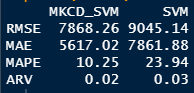 MKCD_SVM SVM
RMSE 7868.26 9045.14
MAE 5617.02 7861.88
MAPE 10.25 23.94
ARV 0.02 0.03